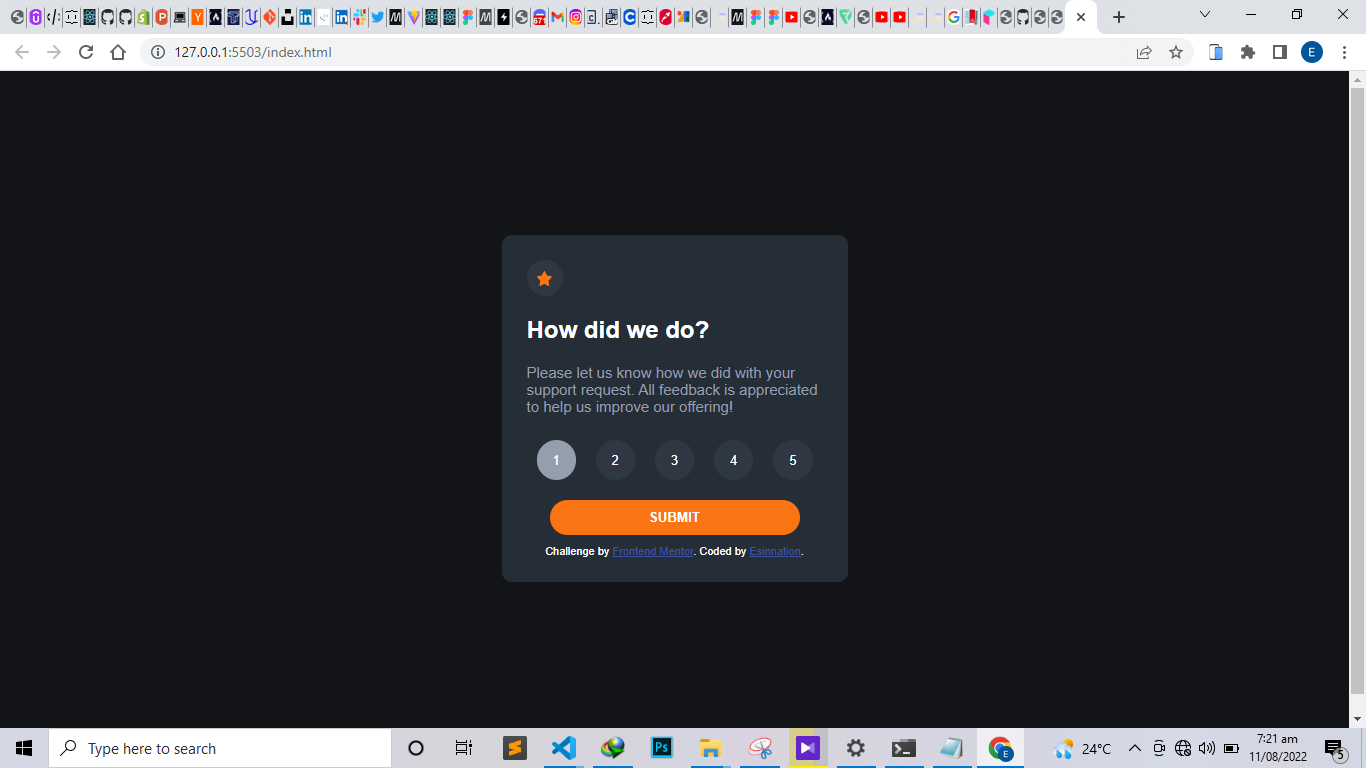 127.0.0.1:5503/index.html
E
How did we do?
Please let us know how we did with your
support request. All feedback is appreciated
to help us improve our offering!
1 2 3 4 5
SUBMIT
Challenge by Frontend Mentor. Coded by Esinnation.
Type here to search
Ps
E
24°C
7:21 am
11/08/2022
5